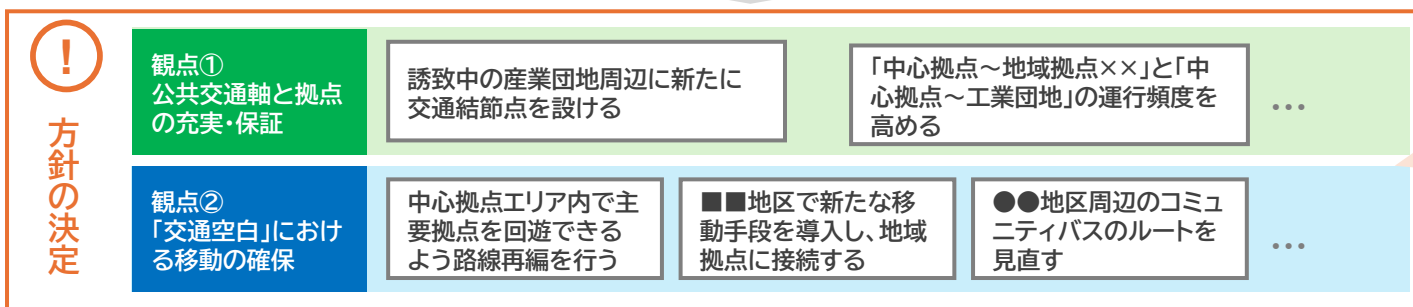 !
方針の決定
観点①
公共交通軸と拠点
の充実・保証
誘致中の産業団地周辺に新たに
交通結節点を設ける
「中心拠点～地域拠点××」と「中
心拠点～工業団地」の運行頻度を
高める
…
観点②
「交通空白」におけ
る移動の確保
中心拠点エリア内で主
要拠点を回遊できる
よう路線再編を行う
■■地区で新たな移
動手段を導入し、地域
拠点に接続する
●●地区周辺のコミュ
ニティバスのルートを
見直す
…